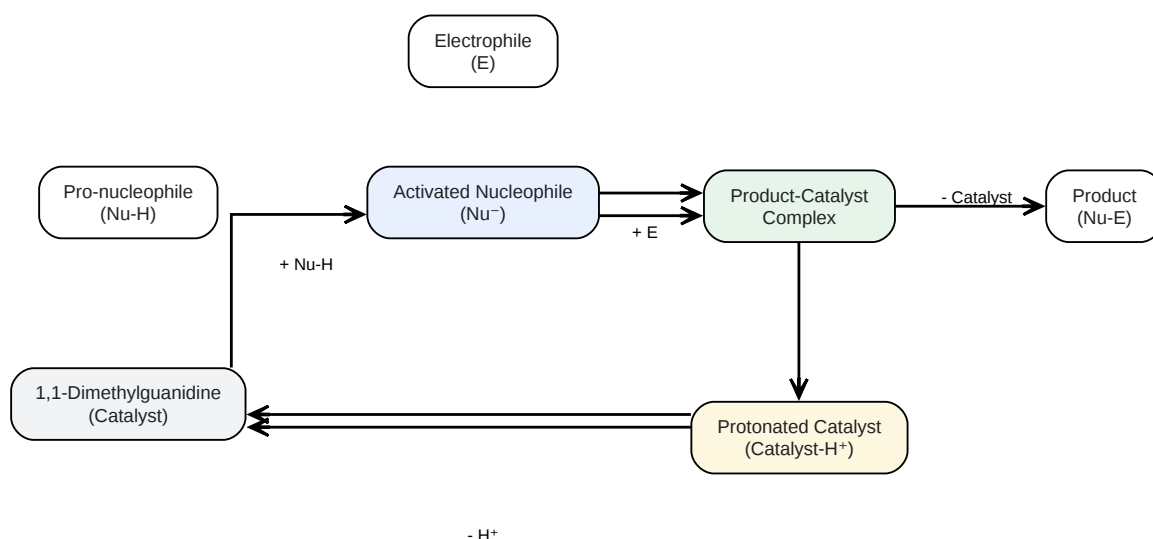 Electrophile
(E)
Pro-nucleophile
(Nu-H)
Activated Nucleophile
(Nu⁻)
Product-Catalyst
Complex
- Catalyst
Product
(Nu-E)
+ E
+ Nu-H
1,1-Dimethylguanidine
(Catalyst)
Protonated Catalyst
(Catalyst-H⁺)
- H⁺